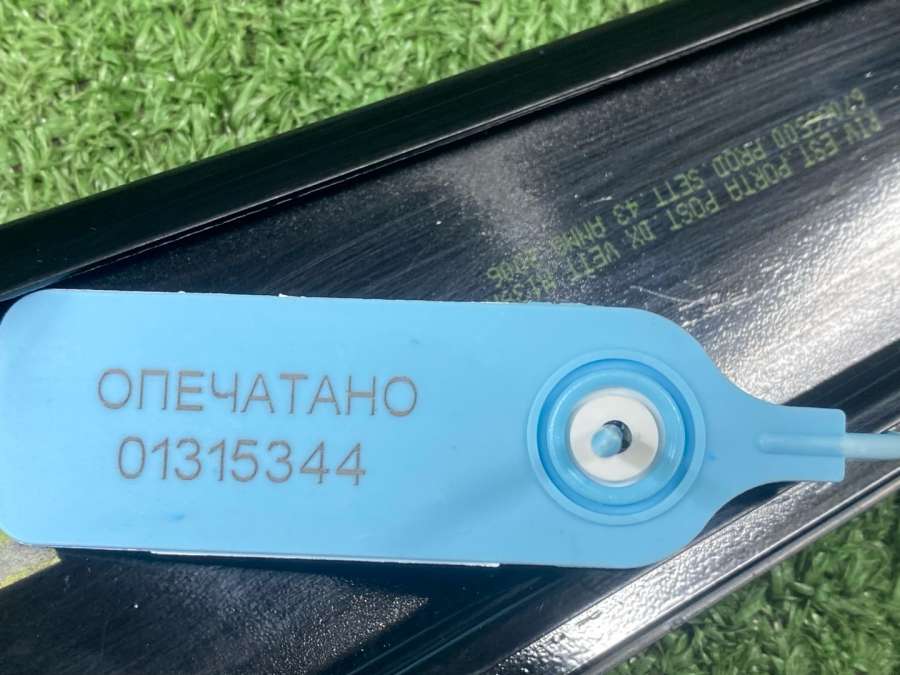 ОПЕЧАТАНО
01315344
RIV EST PORTA POST DX VETT
PROD SETT 43 ANNO